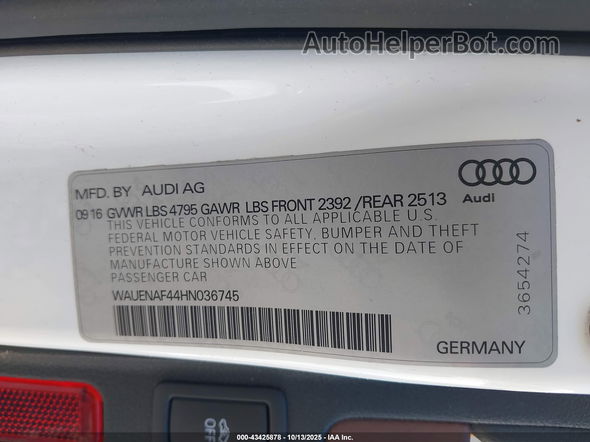 AutoHelperBot.com
MFD. BY AUDI AG
Audi
09 16 GVWR LBS 4795 GAWR LBS FRONT 2392 /REAR 2513
THIS VEHICLE CONFORMS TO ALL APPLICABLE U.S.
FEDERAL MOTOR VEHICLE SAFETY, BUMPER AND THEFT
PREVENTION STANDARDS IN EFFECT ON THE DATE OF
MANUFACTURE SHOWN ABOVE
PASSENGER CAR
WAUENAF44HN036745
3654274
GERMANY
OFF
000-43425878 - 10/13/2025 - IAA Inc.